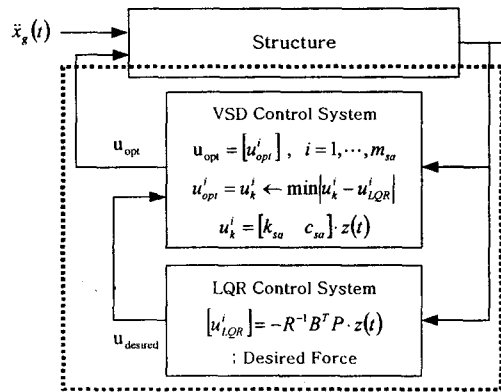 ẍ_g(t)
Structure
VSD Control System
u_opt = [u^i_opt] , i = 1,⋯,m_sa
u_opt
u^i_opt = u^i_k ← min|u^i_k − u^i_LQR|
u^i_k = [k_sa c_sa]·z(t)
LQR Control System
[u^i_LQR] = −R^−1 B^T P·z(t)
u_desired
: Desired Force